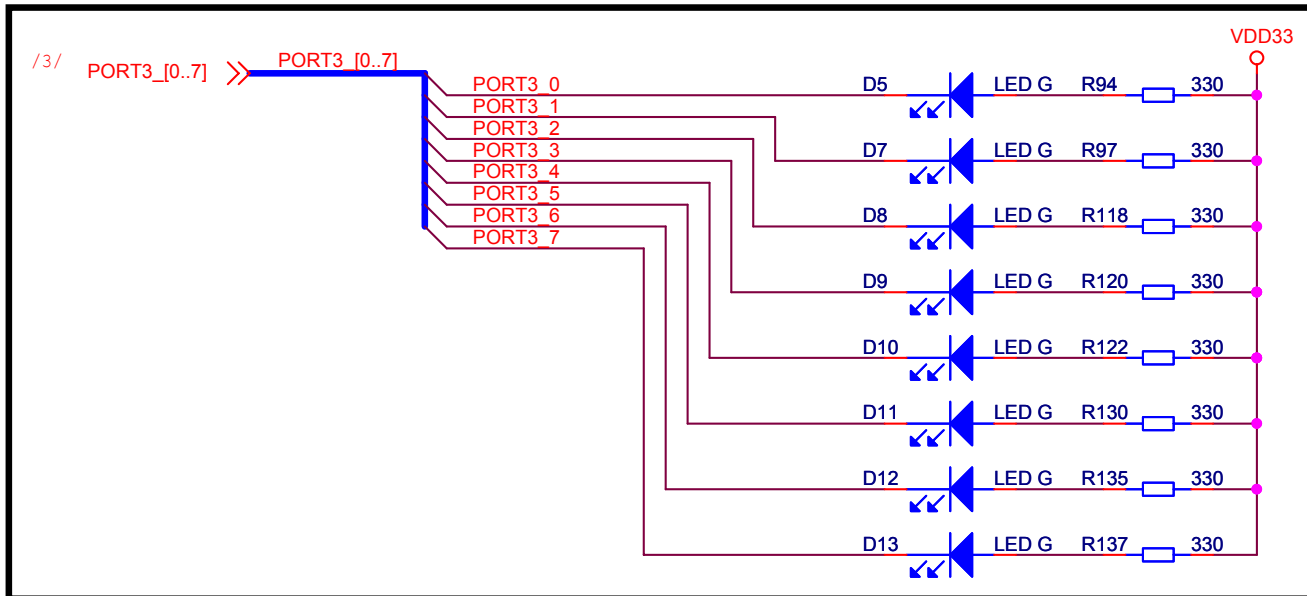 /3/
PORT3_[0..7]
PORT3_[0..7]
VDD33
PORT3_0
D5 LED G R94 330
PORT3_1
PORT3_2
PORT3_3
D7 LED G R97 330
PORT3_4
PORT3_5
PORT3_6
D8 LED G R118 330
PORT3_7
D9 LED G R120 330
D10 LED G R122 330
D11 LED G R130 330
D12 LED G R135 330
D13 LED G R137 330